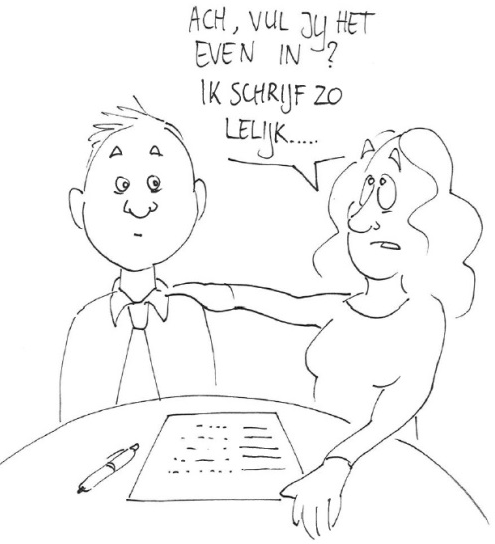 ACH, VUL JY HET
EVEN IN ?
IK SCHRIJF ZO
LELIJK.....